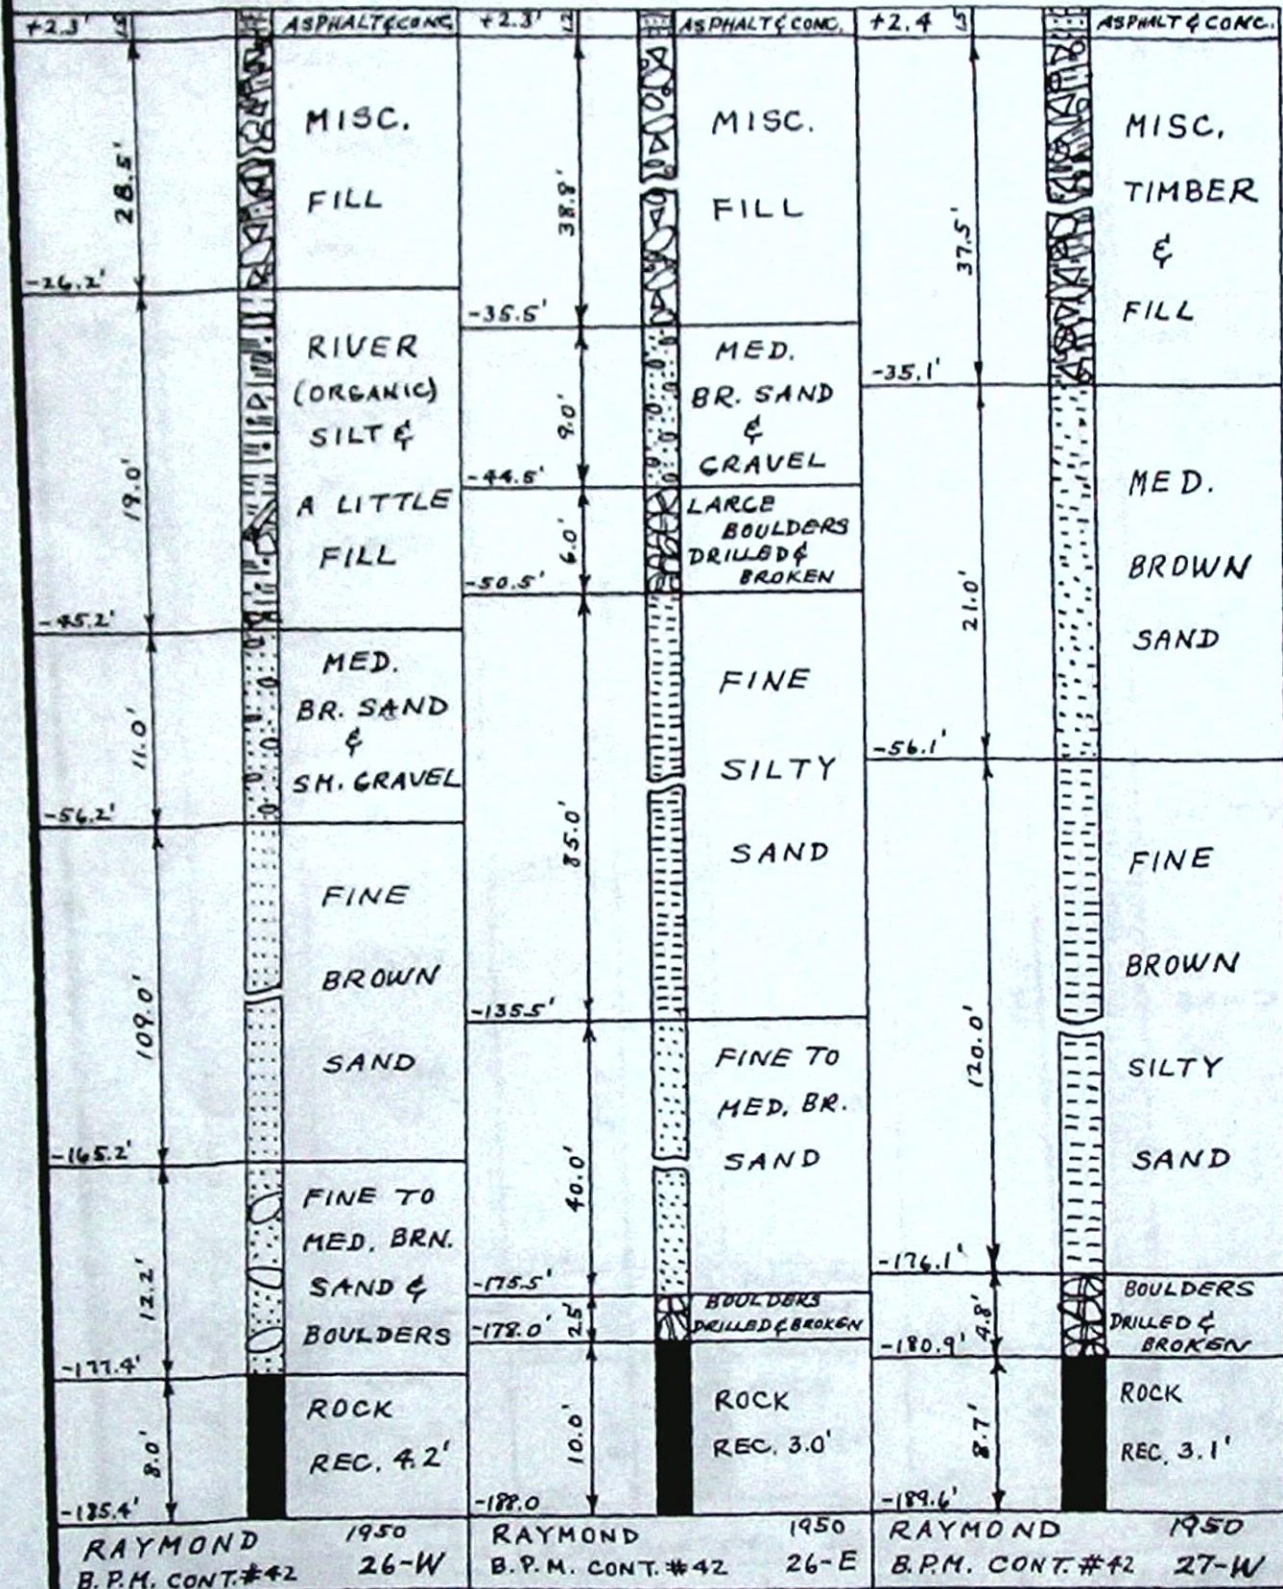 +2.3' 1.5 ASPHALT & CONC.
28.5'
MISC.
FILL
-26.2'
19.0'
RIVER
(ORGANIC)
SILT &
A LITTLE
FILL
-45.2'
11.0'
MED.
BR. SAND
&
SM. GRAVEL
-56.2'
109.0'
FINE
BROWN
SAND
-165.2'
12.2'
FINE TO
MED. BRN.
SAND &
BOULDERS
-177.4'
8.0'
ROCK
REC. 4.2'
-185.4'
RAYMOND 1950
B.P.M. CONT.#42 26-W
+2.3' ASPHALT & CONC.
38.8'
MISC.
FILL
-35.5'
9.0'
MED.
BR. SAND
&
GRAVEL
-44.5'
6.0'
LARGE
BOULDERS
DRILLED &
BROKEN
-50.5'
85.0'
FINE
SILTY
SAND
-135.5'
40.0'
FINE TO
MED. BR.
SAND
-175.5'
2.5'
BOULDERS
DRILLED & BROKEN
-178.0'
10.0'
ROCK
REC. 3.0'
-188.0
RAYMOND 1950
B.P.M. CONT.#42 26-E
+2.4 ASPHALT & CONC.
37.5'
MISC.
TIMBER
&
FILL
-35.1'
21.0'
MED.
BROWN
SAND
-56.1'
120.0'
FINE
BROWN
SILTY
SAND
-176.1'
4.8'
BOULDERS
DRILLED &
BROKEN
-180.9'
8.7'
ROCK
REC. 3.1'
-189.6'
RAYMOND 1950
B.P.M. CONT.#42 27-W